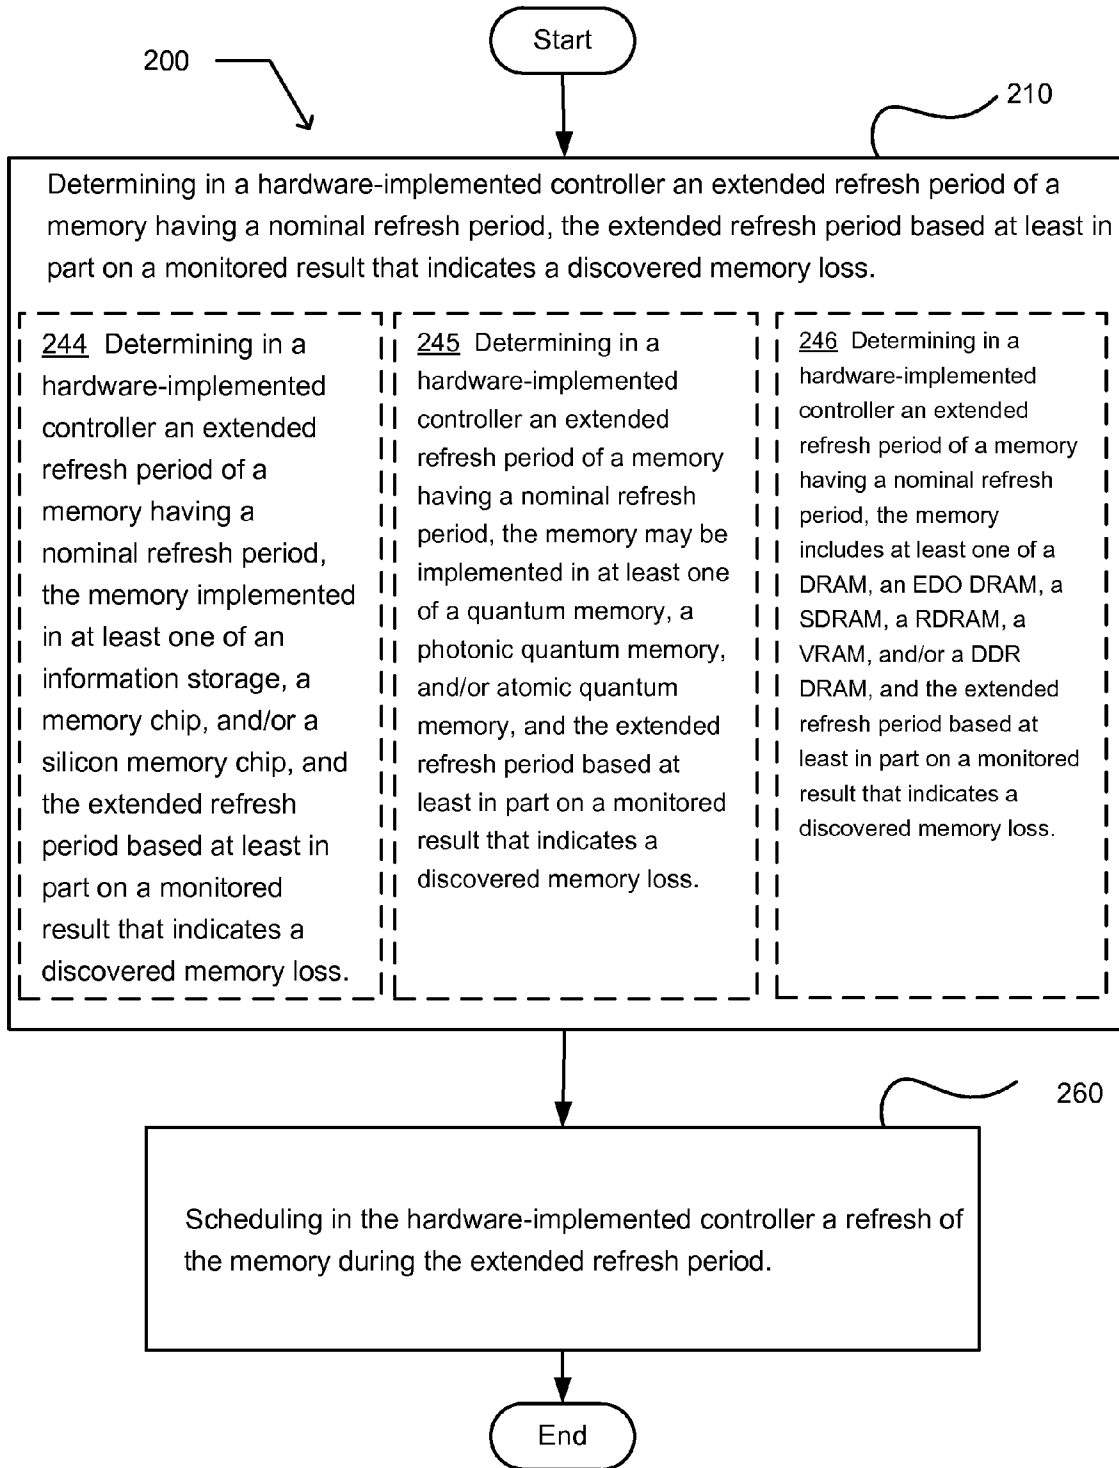 Start
200
210
Determining in a hardware-implemented controller an extended refresh period of a
memory having a nominal refresh period, the extended refresh period based at least in
part on a monitored result that indicates a discovered memory loss.
244 Determining in a
hardware-implemented
controller an extended
refresh period of a
memory having a
nominal refresh period,
the memory implemented
in at least one of an
information storage, a
memory chip, and/or a
silicon memory chip, and
the extended refresh
period based at least in
part on a monitored
result that indicates a
discovered memory loss.
245 Determining in a
hardware-implemented
controller an extended
refresh period of a memory
having a nominal refresh
period, the memory may be
implemented in at least one
of a quantum memory, a
photonic quantum memory,
and/or atomic quantum
memory, and the extended
refresh period based at
least in part on a monitored
result that indicates a
discovered memory loss.
246 Determining in a
hardware-implemented
controller an extended
refresh period of a memory
having a nominal refresh
period, the memory
includes at least one of a
DRAM, an EDO DRAM, a
SDRAM, a RDRAM, a
VRAM, and/or a DDR
DRAM, and the extended
refresh period based at
least in part on a monitored
result that indicates a
discovered memory loss.
260
Scheduling in the hardware-implemented controller a refresh of
the memory during the extended refresh period.
End